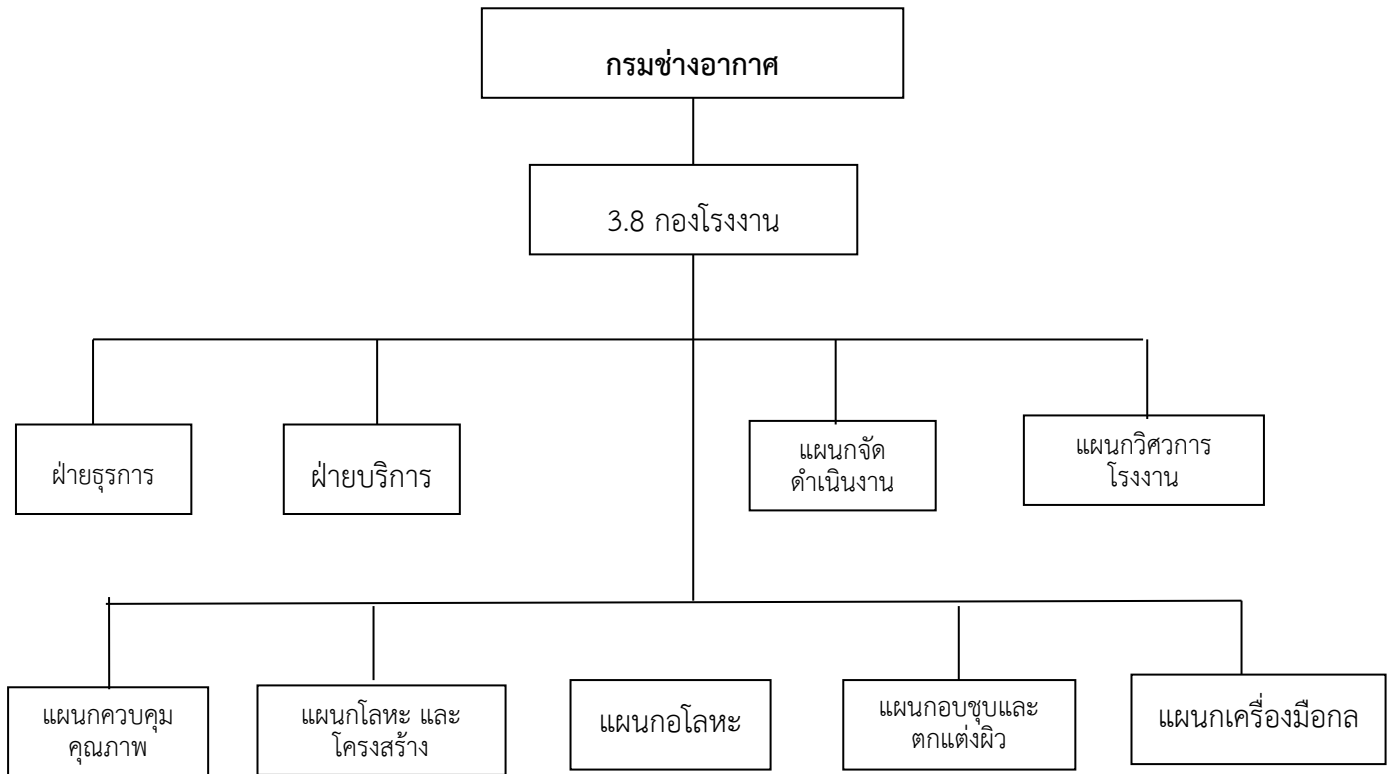 กรมช่างอากาศ
3.8 กองโรงงาน
ฝ่ายธุรการ
ฝ่ายบริการ
แผนกจัด
ดำเนินงาน
แผนกวิศวการ
โรงงาน
แผนกควบคุม
คุณภาพ
แผนกโลหะ และ
โครงสร้าง
แผนกอโลหะ
แผนกอบชุบและ
ตกแต่งผิว
แผนกเครื่องมือกล